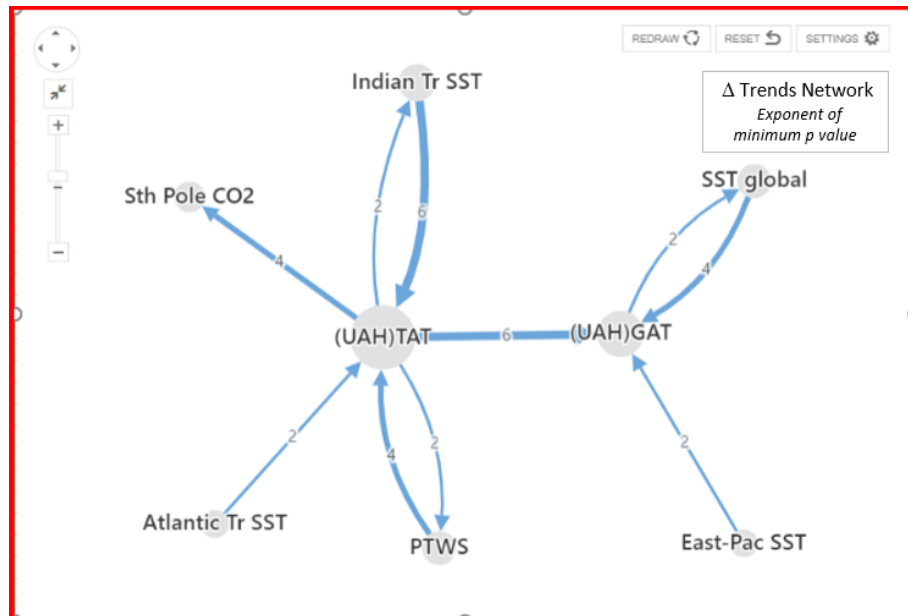 REDRAW
RESET
SETTINGS
Δ Trends Network
Exponent of
minimum p value
Indian Tr SST
SST global
Sth Pole CO2
2
6
2
4
4
(UAH)TAT
6
(UAH)GAT
2
4
2
2
Atlantic Tr SST
PTWS
East-Pac SST
+
−